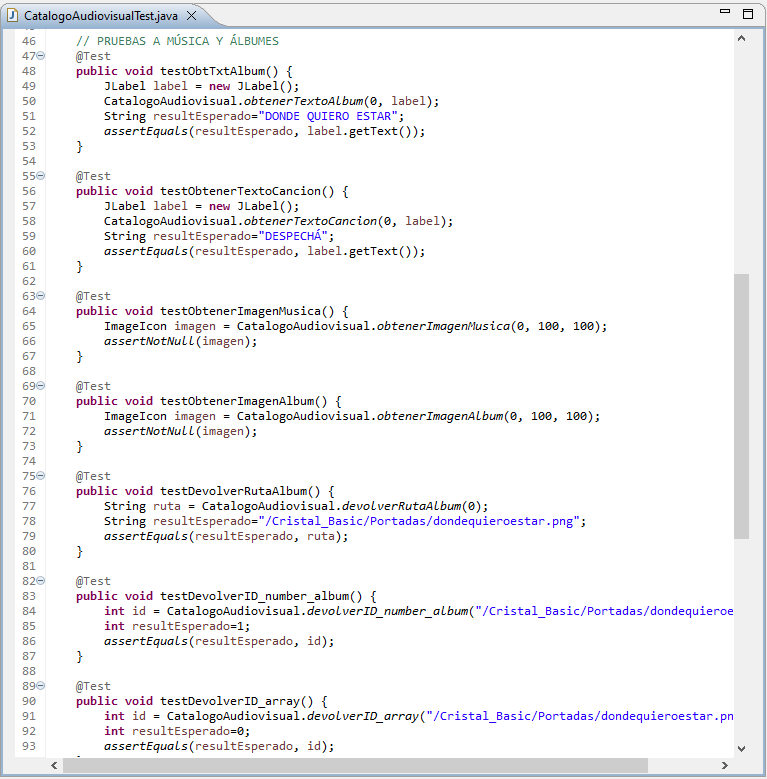 CatalogoAudiovisualTest.java
46 // PRUEBAS A MÚSICA Y ÁLBUMES
47 @Test
48 public void testObtTxtAlbum() {
49 JLabel label = new JLabel();
50 CatalogoAudiovisual.obtenerTextoAlbum(0, label);
51 String resultEsperado="DONDE QUIERO ESTAR";
52 assertEquals(resultEsperado, label.getText());
53 }
54
55 @Test
56 public void testObtenerTextoCancion() {
57 JLabel label = new JLabel();
58 CatalogoAudiovisual.obtenerTextoCancion(0, label);
59 String resultEsperado="DESPECHÁ";
60 assertEquals(resultEsperado, label.getText());
61 }
62
63 @Test
64 public void testObtenerImagenMusica() {
65 ImageIcon imagen = CatalogoAudiovisual.obtenerImagenMusica(0, 100, 100);
66 assertNotNull(imagen);
67 }
68
69 @Test
70 public void testObtenerImagenAlbum() {
71 ImageIcon imagen = CatalogoAudiovisual.obtenerImagenAlbum(0, 100, 100);
72 assertNotNull(imagen);
73 }
74
75 @Test
76 public void testDevolverRutaAlbum() {
77 String ruta = CatalogoAudiovisual.devolverRutaAlbum(0);
78 String resultEsperado="/Cristal_Basic/Portadas/dondequieroestar.png";
79 assertEquals(resultEsperado, ruta);
80 }
81
82 @Test
83 public void testDevolverID_number_album() {
84 int id = CatalogoAudiovisual.devolverID_number_album("/Cristal_Basic/Portadas/dondequieroe
85 int resultEsperado=1;
86 assertEquals(resultEsperado, id);
87 }
88
89 @Test
90 public void testDevolverID_array() {
91 int id = CatalogoAudiovisual.devolverID_array("/Cristal_Basic/Portadas/dondequieroestar.pn
92 int resultEsperado=0;
93 assertEquals(resultEsperado, id);